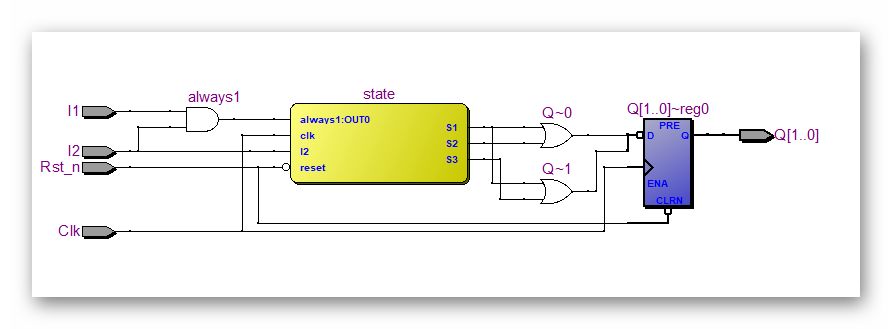 I1
I2
Rst_n
Clk
always1
state
always1:OUT0
clk
I2
reset
S1
S2
S3
Q~0
Q~1
Q[1..0]~reg0
PRE
D
Q
ENA
CLRN
Q[1..0]